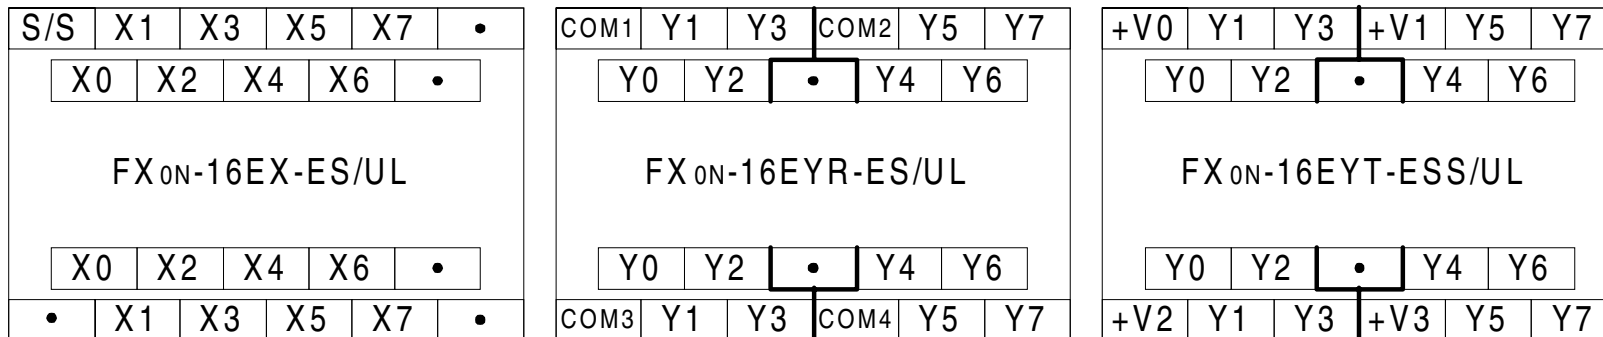 S/S X1 X3 X5 X7 •
X0 X2 X4 X6 •
FX0N-16EX-ES/UL
X0 X2 X4 X6 •
• X1 X3 X5 X7 •
COM1 Y1 Y3 COM2 Y5 Y7
Y0 Y2 • Y4 Y6
FX0N-16EYR-ES/UL
Y0 Y2 • Y4 Y6
COM3 Y1 Y3 COM4 Y5 Y7
+V0 Y1 Y3 +V1 Y5 Y7
Y0 Y2 • Y4 Y6
FX0N-16EYT-ESS/UL
Y0 Y2 • Y4 Y6
+V2 Y1 Y3 +V3 Y5 Y7